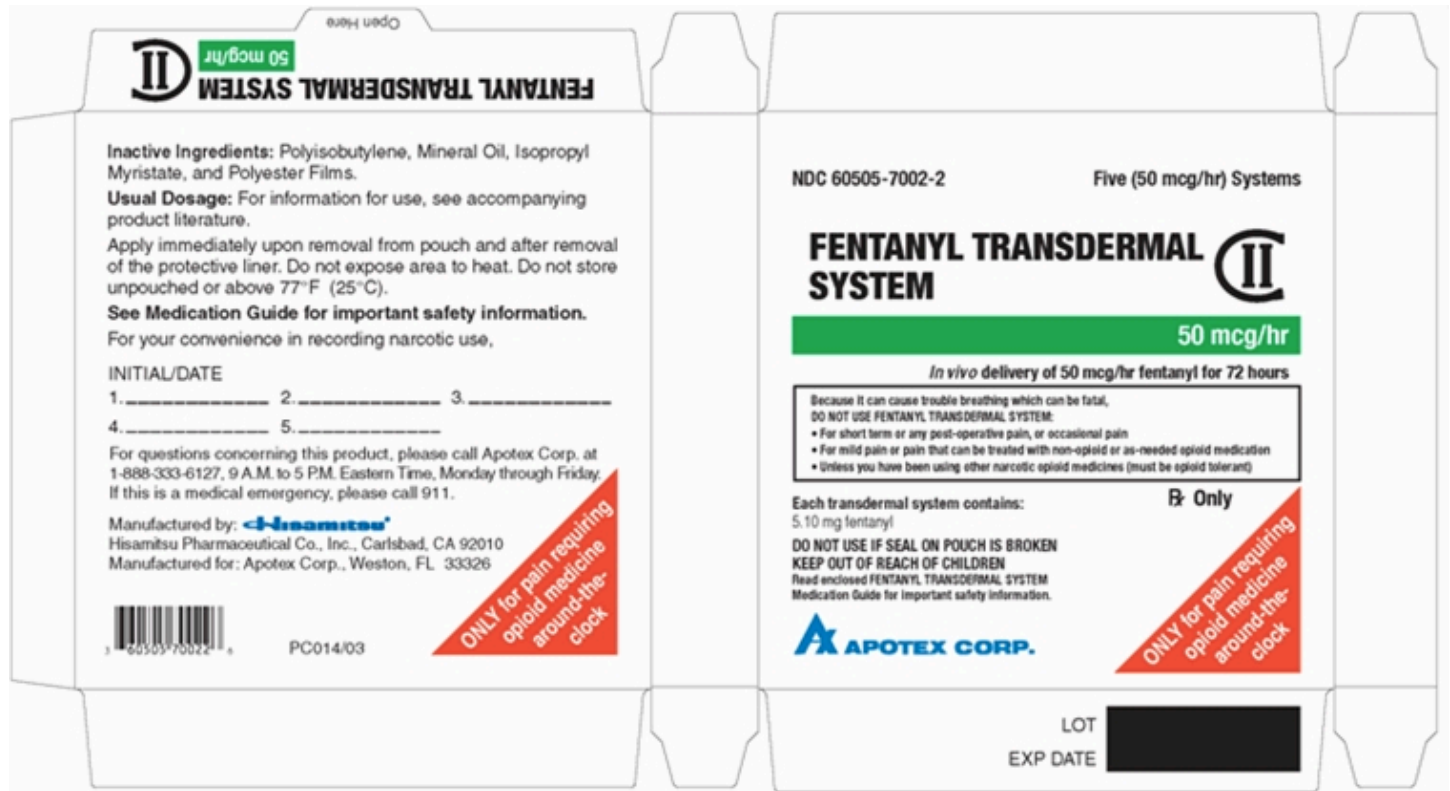 Open Here
FENTANYL TRANSDERMAL SYSTEM
50 mcg/hr
CII
Inactive Ingredients: Polyisobutylene, Mineral Oil, Isopropyl
Myristate, and Polyester Films.
Usual Dosage: For information for use, see accompanying
product literature.
Apply immediately upon removal from pouch and after removal
of the protective liner. Do not expose area to heat. Do not store
unpouched or above 77°F (25°C).
See Medication Guide for important safety information.
For your convenience in recording narcotic use,
INITIAL/DATE
1. ____________ 2. ____________ 3. ____________
4. ____________ 5. ____________
For questions concerning this product, please call Apotex Corp. at
1-888-333-6127, 9 A.M. to 5 P.M. Eastern Time, Monday through Friday.
If this is a medical emergency, please call 911.
Manufactured by: Hisamitsu®
Hisamitsu Pharmaceutical Co., Inc., Carlsbad, CA 92010
Manufactured for: Apotex Corp., Weston, FL 33326
3 60505 70022 6
PC014/03
ONLY for pain requiring
opioid medicine
around-the-
clock
NDC 60505-7002-2 Five (50 mcg/hr) Systems
FENTANYL TRANSDERMAL
SYSTEM
CII
50 mcg/hr
In vivo delivery of 50 mcg/hr fentanyl for 72 hours
Because it can cause trouble breathing which can be fatal,
DO NOT USE FENTANYL TRANSDERMAL SYSTEM:
• For short term or any post-operative pain, or occasional pain
• For mild pain or pain that can be treated with non-opioid or as-needed opioid medication
• Unless you have been using other narcotic opioid medicines (must be opioid tolerant)
Each transdermal system contains:
5.10 mg fentanyl
℞ Only
DO NOT USE IF SEAL ON POUCH IS BROKEN
KEEP OUT OF REACH OF CHILDREN
Read enclosed FENTANYL TRANSDERMAL SYSTEM
Medication Guide for important safety information.
APOTEX CORP.
ONLY for pain requiring
opioid medicine
around-the-
clock
LOT
EXP DATE